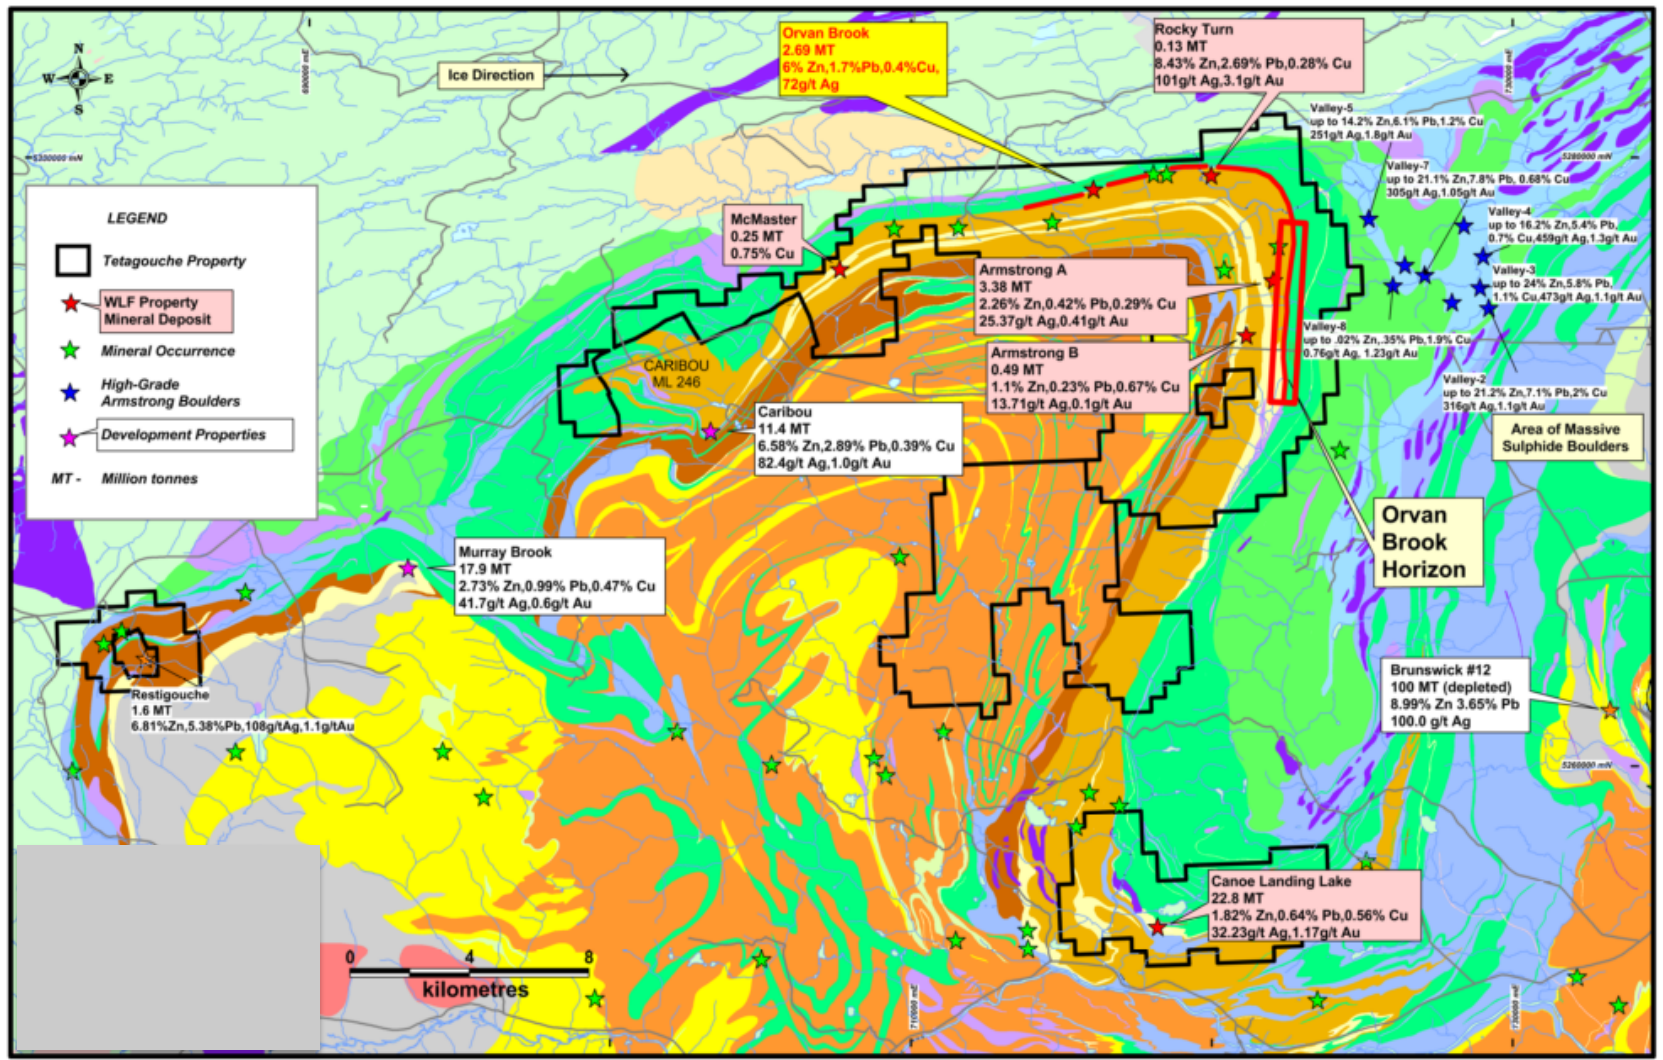 Orvan Brook
2.69 MT
6% Zn,1.7%Pb,0.4%Cu,
72g/t Ag
Rocky Turn
0.13 MT
8.43% Zn,2.69% Pb,0.28% Cu
101g/t Ag,3.1g/t Au
N
W
E
S
Ice Direction
690000 mE
730000 mE
Valley-5
up to 14.2% Zn,6.1% Pb,1.2% Cu
251g/t Ag,1.8g/t Au
5280000 mN
Valley-7
up to 21.1% Zn,7.8% Pb, 0.68% Cu
305g/t Ag,1.05g/t Au
Valley-4
up to 16.2% Zn,5.4% Pb,
0.7% Cu,459g/t Ag,1.3g/t Au
Valley-3
up to 24% Zn,5.8% Pb,
1.1% Cu,473g/t Ag,1.1g/t Au
Valley-8
up to .02% Zn,.35% Pb,1.9% Cu
0.76g/t Ag, 1.23g/t Au
Valley-2
up to 21.2% Zn,7.1% Pb,2% Cu
316g/t Ag,1.1g/t Au
Area of Massive
Sulphide Boulders
LEGEND
Tetagouche Property
WLF Property
Mineral Deposit
Mineral Occurrence
High-Grade
Armstrong Boulders
Development Properties
MT - Million tonnes
McMaster
0.25 MT
0.75% Cu
Armstrong A
3.38 MT
2.26% Zn,0.42% Pb,0.29% Cu
25.37g/t Ag,0.41g/t Au
Armstrong B
0.49 MT
1.1% Zn,0.23% Pb,0.67% Cu
13.71g/t Ag,0.1g/t Au
CARIBOU
ML 246
Caribou
11.4 MT
6.58% Zn,2.89% Pb,0.39% Cu
82.4g/t Ag,1.0g/t Au
Orvan
Brook
Horizon
Murray Brook
17.9 MT
2.73% Zn,0.99% Pb,0.47% Cu
41.7g/t Ag,0.6g/t Au
Restigouche
1.6 MT
6.81%Zn,5.38%Pb,108g/tAg,1.1g/tAu
Brunswick #12
100 MT (depleted)
8.99% Zn 3.65% Pb
100.0 g/t Ag
5260000 mN
Canoe Landing Lake
22.8 MT
1.82% Zn,0.64% Pb,0.56% Cu
32.23g/t Ag,1.17g/t Au
0 4 8
kilometres
710000 mE
730000 mE